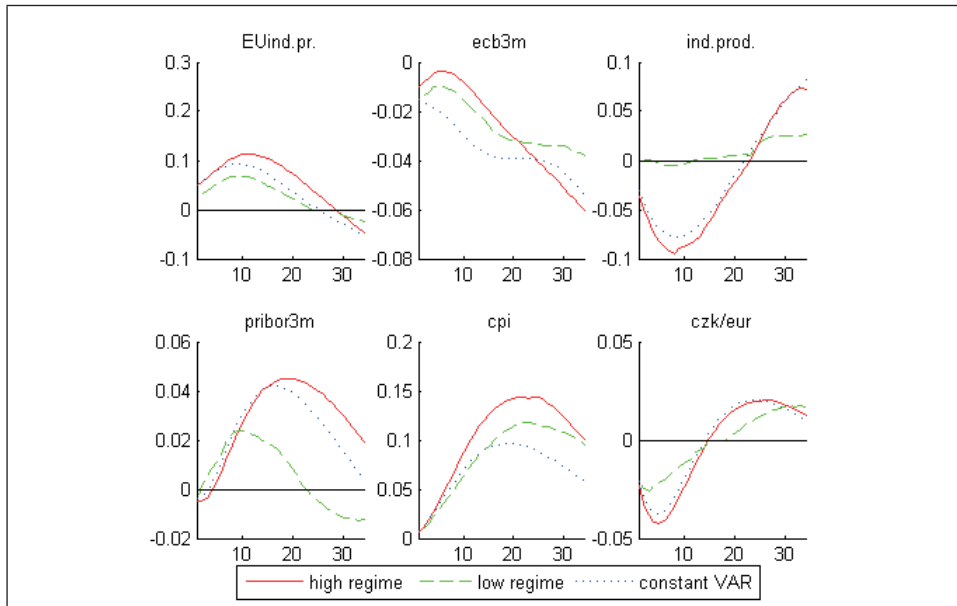 EUind.pr. ecb3m ind.prod.
0.3 0 0.1
0.2 -0.02 0.05
0.1 -0.04 0
0 -0.06 -0.05
-0.1 -0.08 -0.1
10 20 30 10 20 30 10 20 30
pribor3m cpi czk/eur
0.06 0.2 0.05
0.04 0.15
0.02 0.1 0
0 0.05
-0.02 0 -0.05
10 20 30 10 20 30 10 20 30
high regime low regime constant VAR